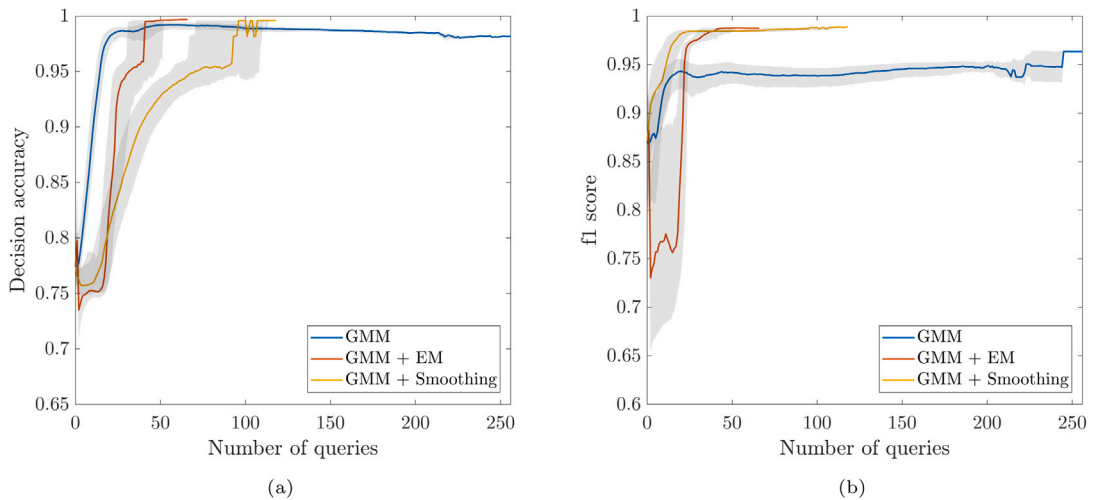 1
0.95
0.9
0.85
0.8
0.75
0.7
0.65
Decision accuracy
0 50 100 150 200 250
Number of queries
GMM
GMM + EM
GMM + Smoothing
(a)
1
0.95
0.9
0.85
0.8
0.75
0.7
0.65
0.6
f1 score
0 50 100 150 200 250
Number of queries
GMM
GMM + EM
GMM + Smoothing
(b)